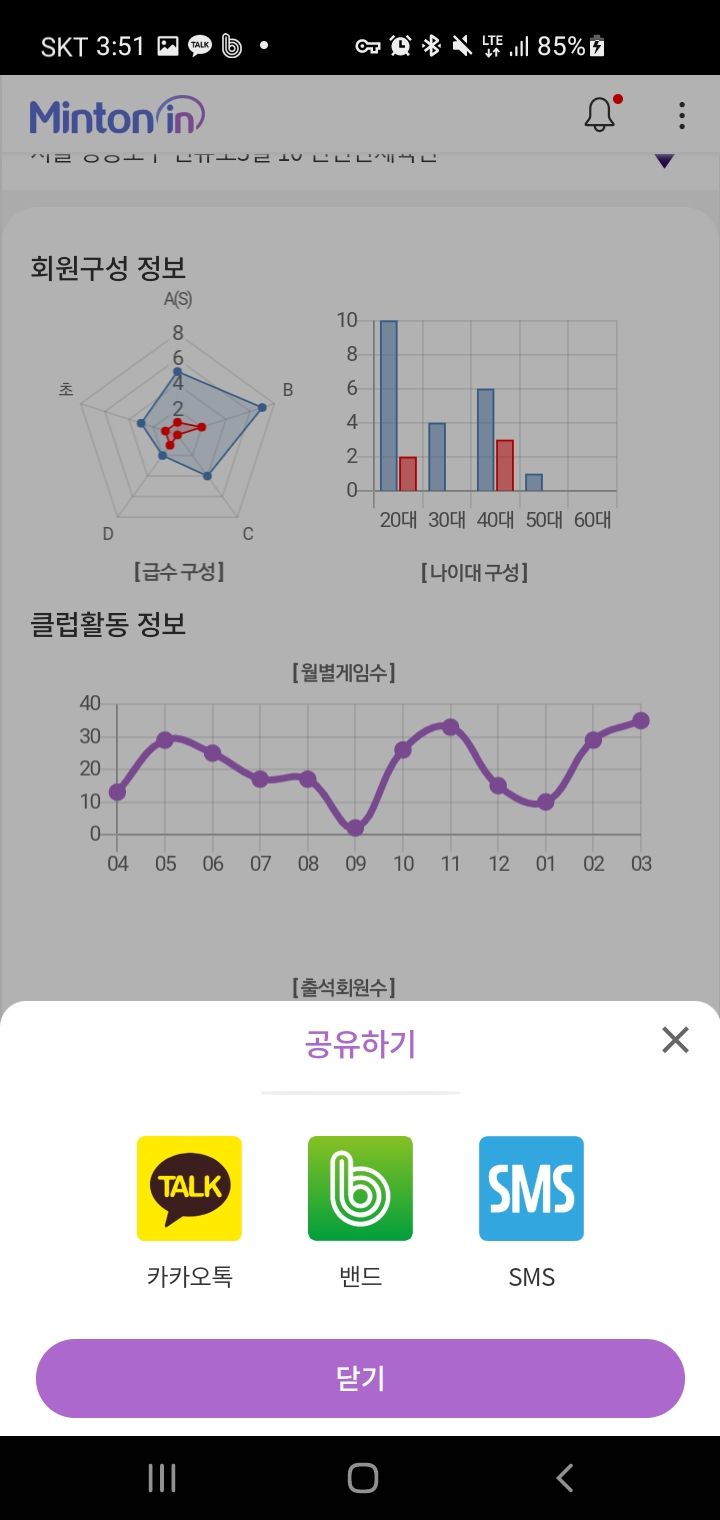 SKT 3:51 TALK LTE 85%
Minton in
회원구성 정보
A(S)
8
6
4
2
초
B
D
C
[급수 구성]
10
8
6
4
2
0
20대 30대 40대 50대 60대
[나이대 구성]
클럽활동 정보
[월별게임수]
40
30
20
10
0
04 05 06 07 08 09 10 11 12 01 02 03
[출석회원수]
공유하기
TALK
SMS
카카오톡
밴드
SMS
닫기